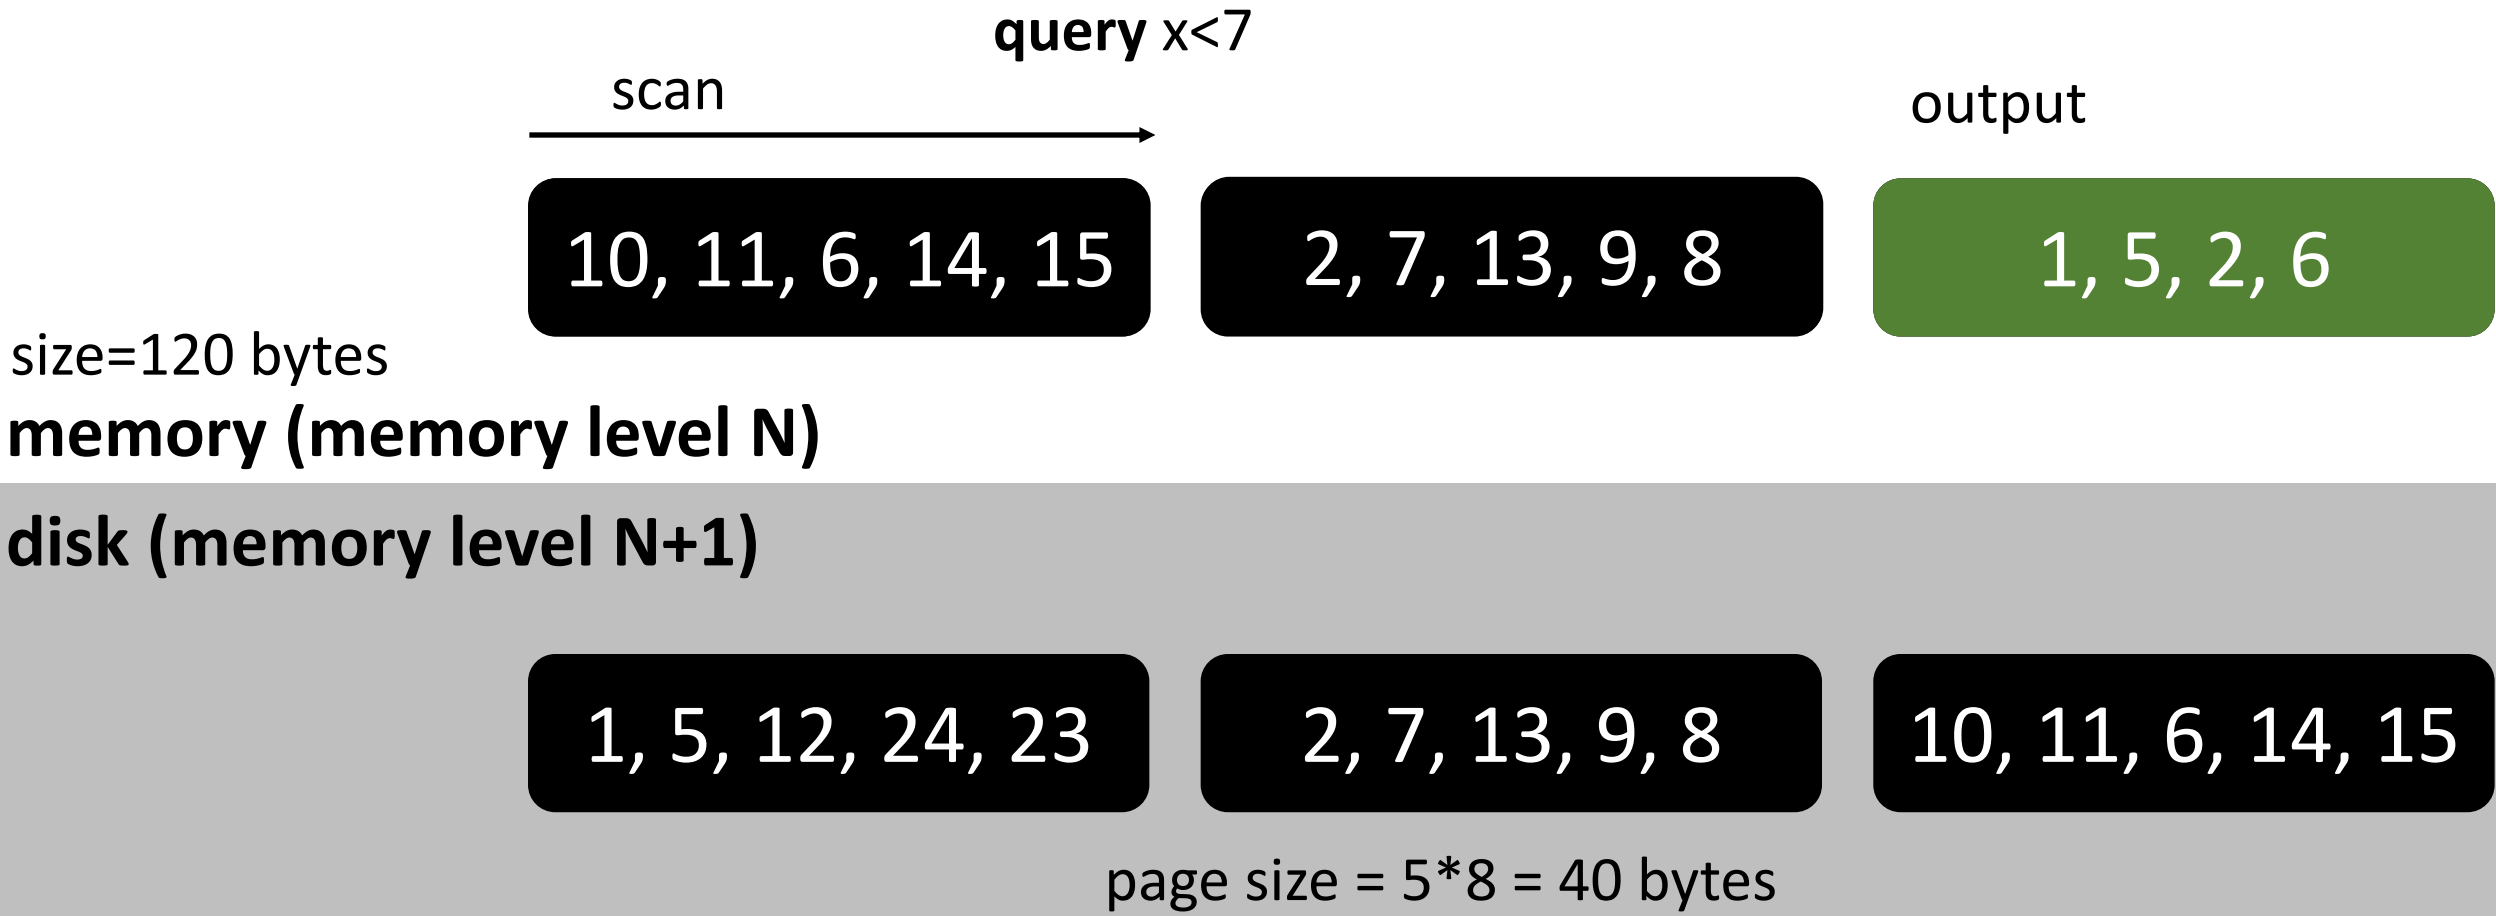 query x<7
scan
output
10, 11, 6, 14, 15
2, 7, 13, 9, 8
1, 5, 2, 6
size=120 bytes
memory (memory level N)
disk (memory level N+1)
1, 5, 12, 24, 23
2, 7, 13, 9, 8
10, 11, 6, 14, 15
page size = 5*8 = 40 bytes